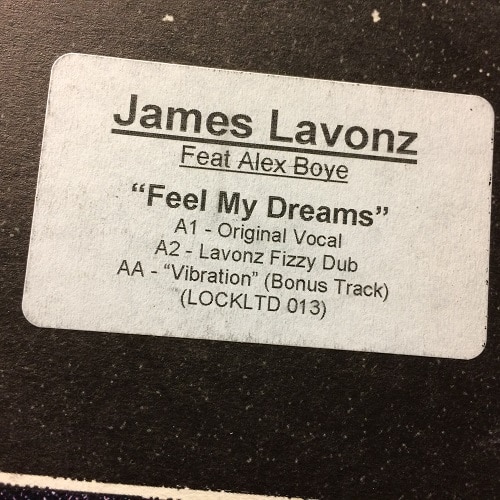 James Lavonz
Feat Alex Boye
“Feel My Dreams”
A1 - Original Vocal
A2 - Lavonz Fizzy Dub
AA - “Vibration” (Bonus Track)
(LOCKLTD 013)